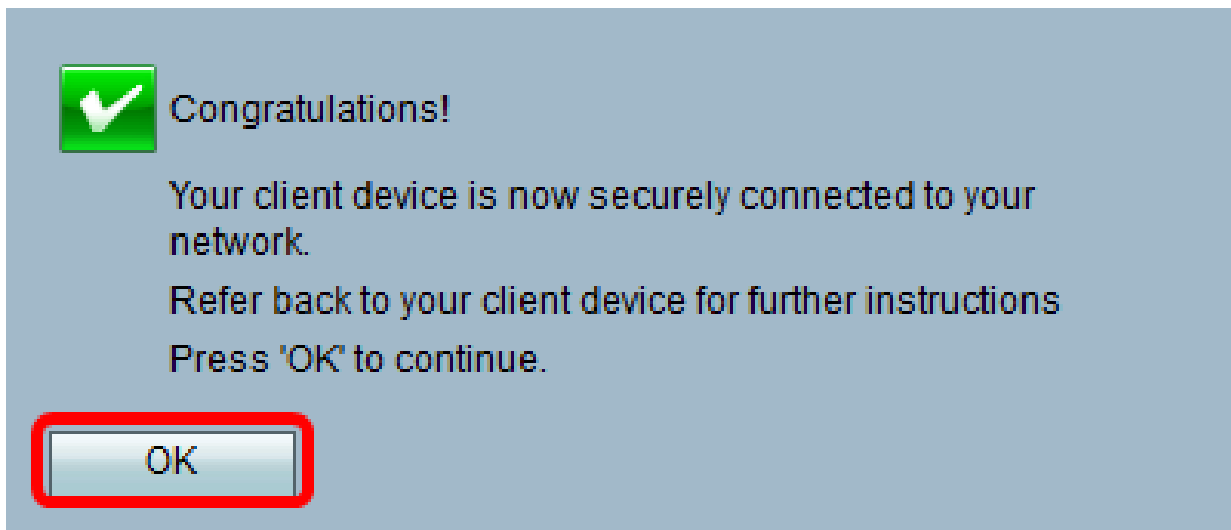 Congratulations!
Your client device is now securely connected to your
network.
Refer back to your client device for further instructions
Press 'OK' to continue.
OK